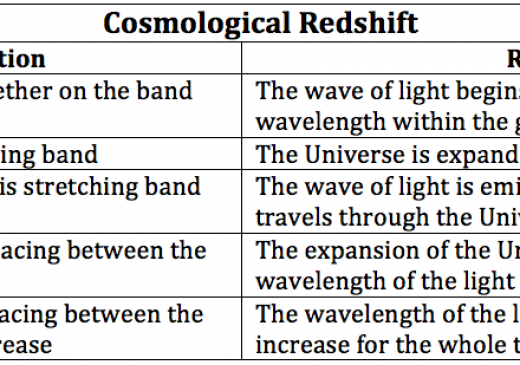 Cosmological Redshift
tion
R
ether on the band
The wave of light begins
wavelength within the g
ing band
The Universe is expand
is stretching band
The wave of light is emi
travels through the Univ
acing between the
The expansion of the Un
wavelength of the light
acing between the
rease
The wavelength of the l
increase for the whole t